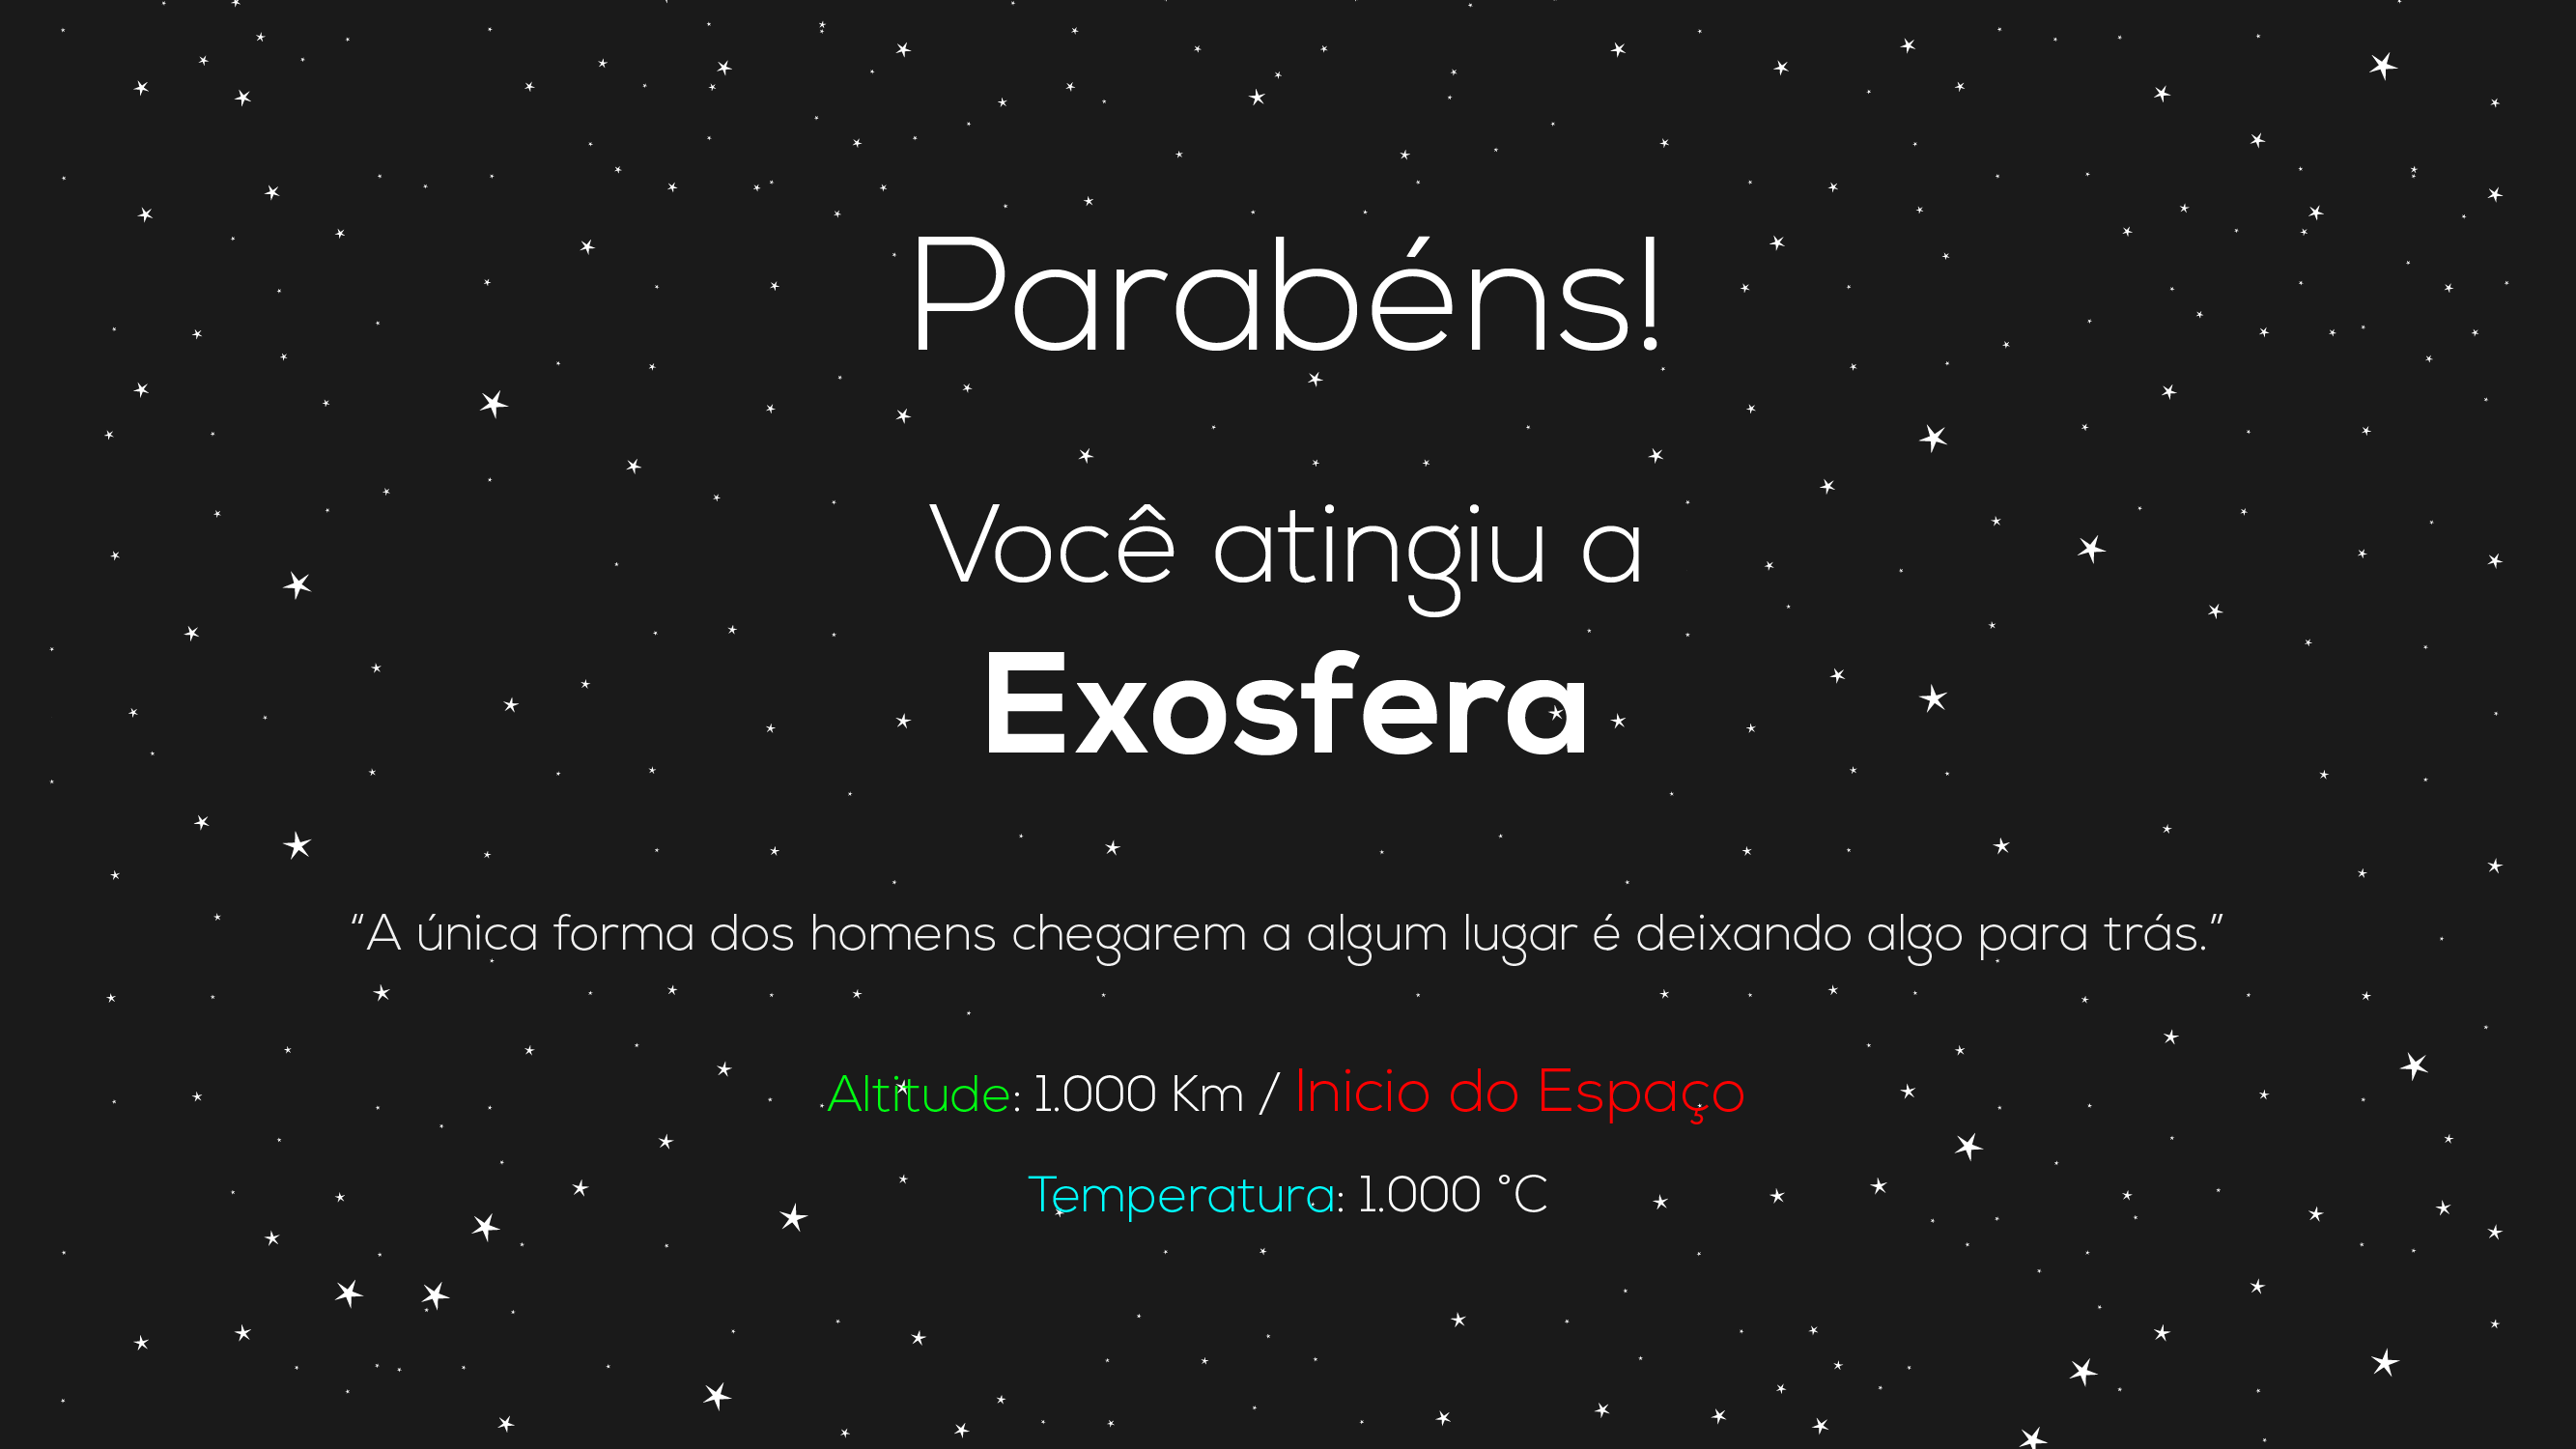 Parabéns!
Você atingiu a
Exosfera
“A única forma dos homens chegarem a algum lugar é deixando algo para trás.”
Altitude: 1.000 Km / Inicio do Espaço
Temperatura: 1.000 °C